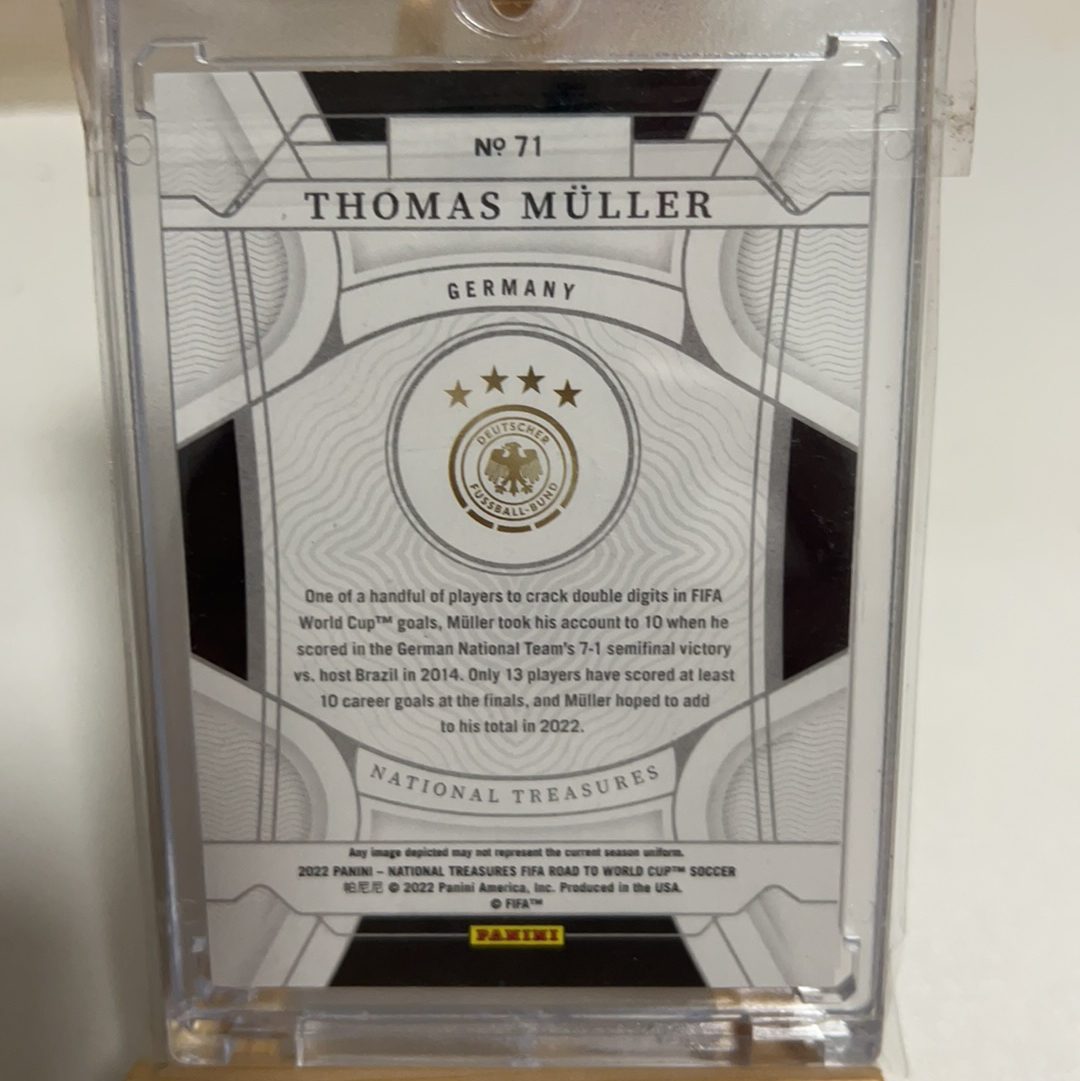 Nº 71
THOMAS MÜLLER
GERMANY
DEUTSCHER
FUSSBALL-BUND
One of a handful of players to crack double digits in FIFA
World Cup™ goals, Müller took his account to 10 when he
scored in the German National Team's 7-1 semifinal victory
vs. host Brazil in 2014. Only 13 players have scored at least
10 career goals at the finals, and Müller hoped to add
to his total in 2022.
NATIONAL TREASURES
Any image depicted may not represent the current season uniform.
2022 PANINI – NATIONAL TREASURES FIFA ROAD TO WORLD CUP™ SOCCER
帕尼尼 © 2022 Panini America, Inc. Produced in the USA.
© FIFA™
PANINI